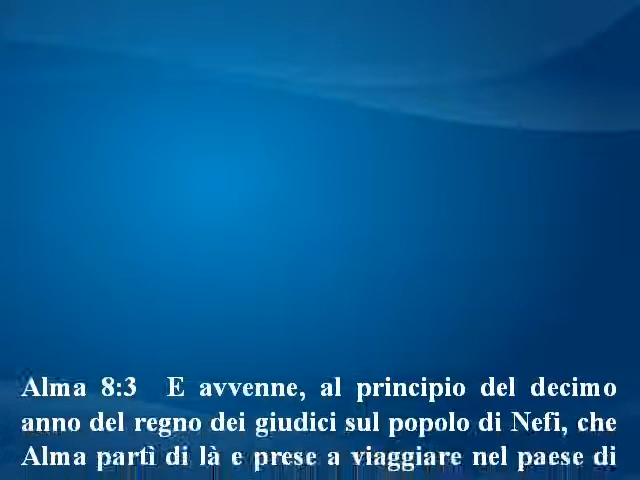 Alma 8:3 E avvenne, al principio del decimo
anno del regno dei giudici sul popolo di Nefi, che
Alma partì di là e prese a viaggiare nel paese di